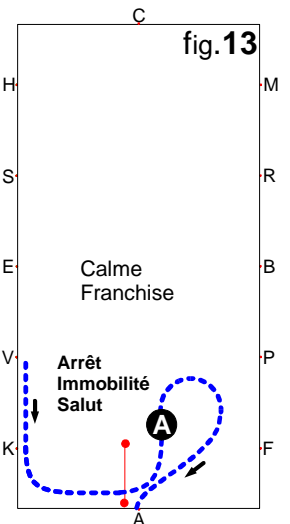 C
fig.13
H M
S R
E B
Calme
Franchise
V P
Arrêt
Immobilité
Salut
A
K F
A